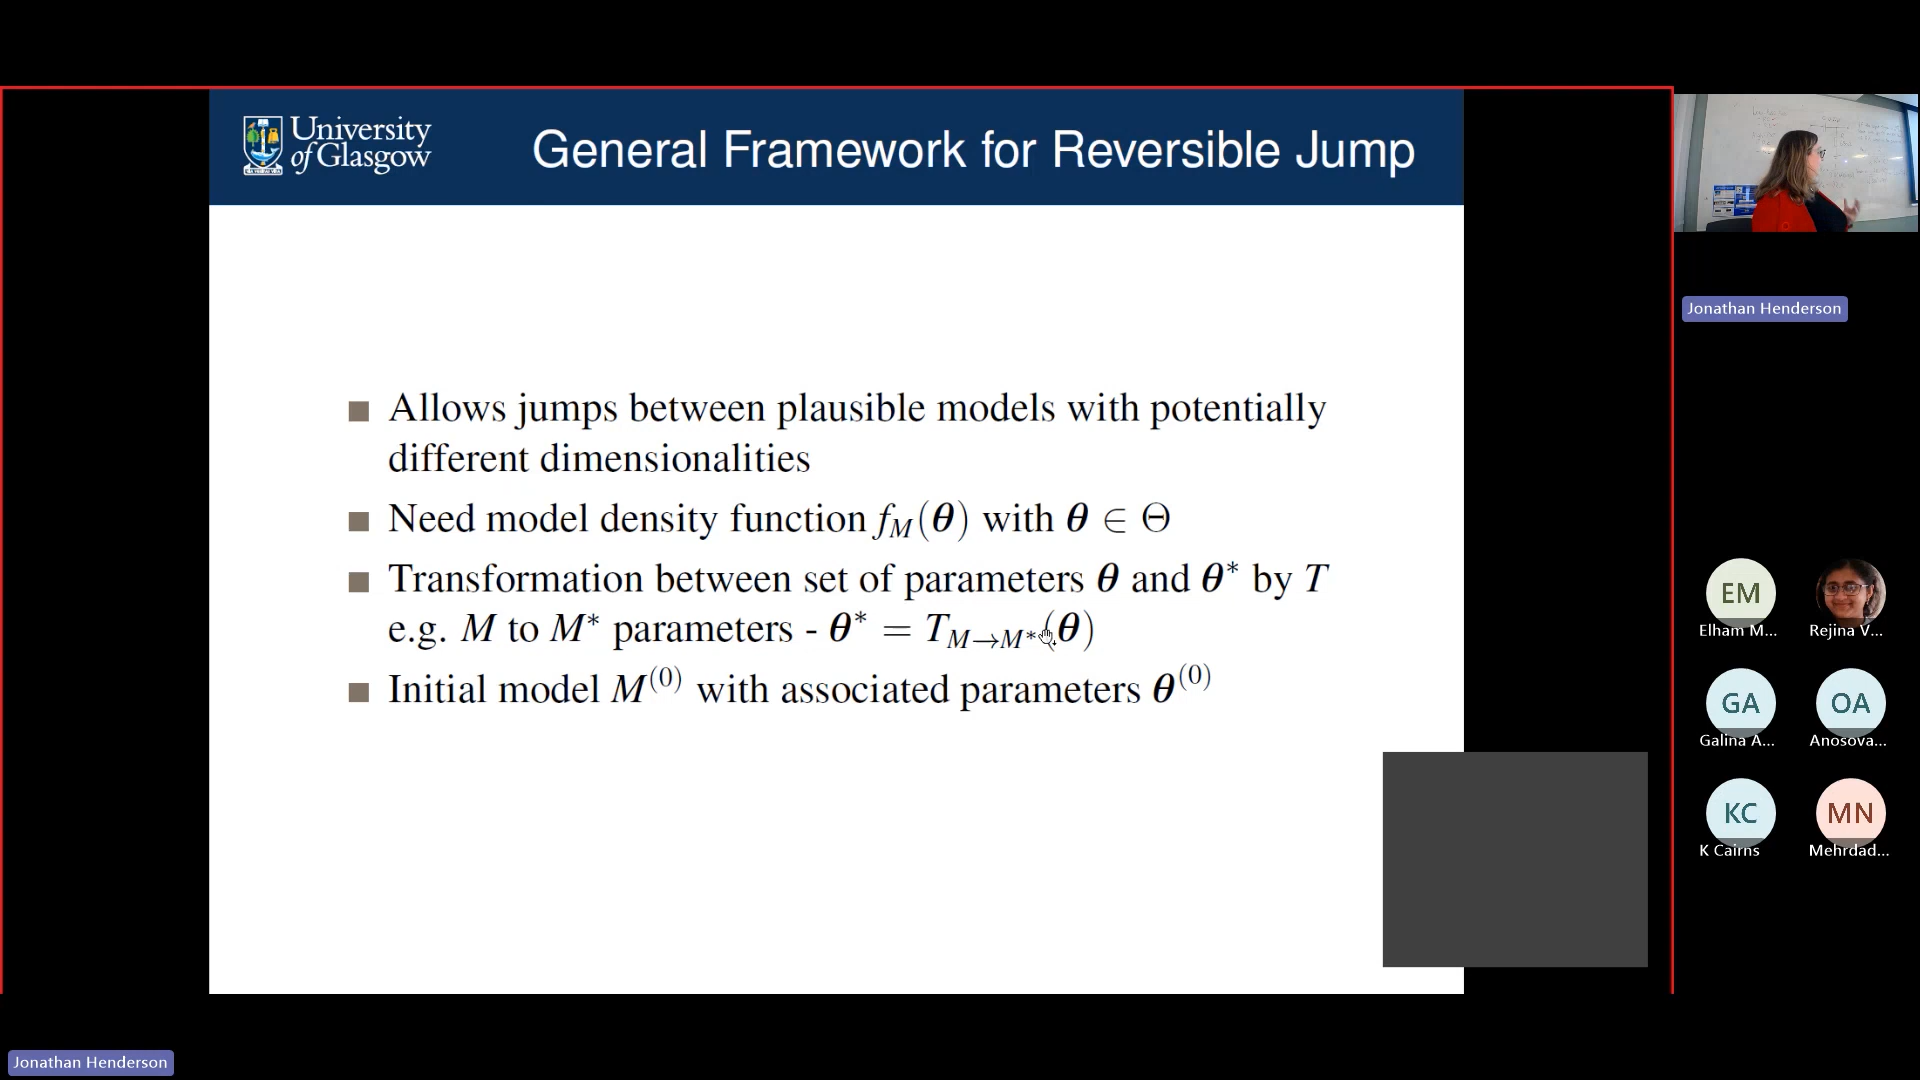 University
of Glasgow
General Framework for Reversible Jump
■ Allows jumps between plausible models with potentially
different dimensionalities
■ Need model density function f_M(θ) with θ ∈ Θ
■ Transformation between set of parameters θ and θ* by T
e.g. M to M* parameters - θ* = T_{M→M*}(θ)
■ Initial model M^{(0)} with associated parameters θ^{(0)}
Jonathan Henderson
EM
Elham M...
Rejina V...
GA
Galina A...
OA
Anosova...
KC
K Cairns
MN
Mehrdad...
Jonathan Henderson